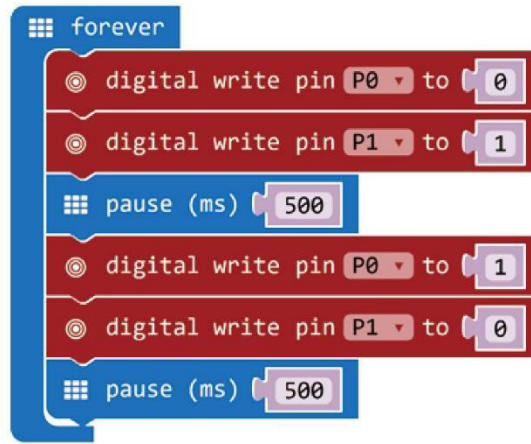 forever
digital write pin P0 to 0
digital write pin P1 to 1
pause (ms) 500
digital write pin P0 to 1
digital write pin P1 to 0
pause (ms) 500